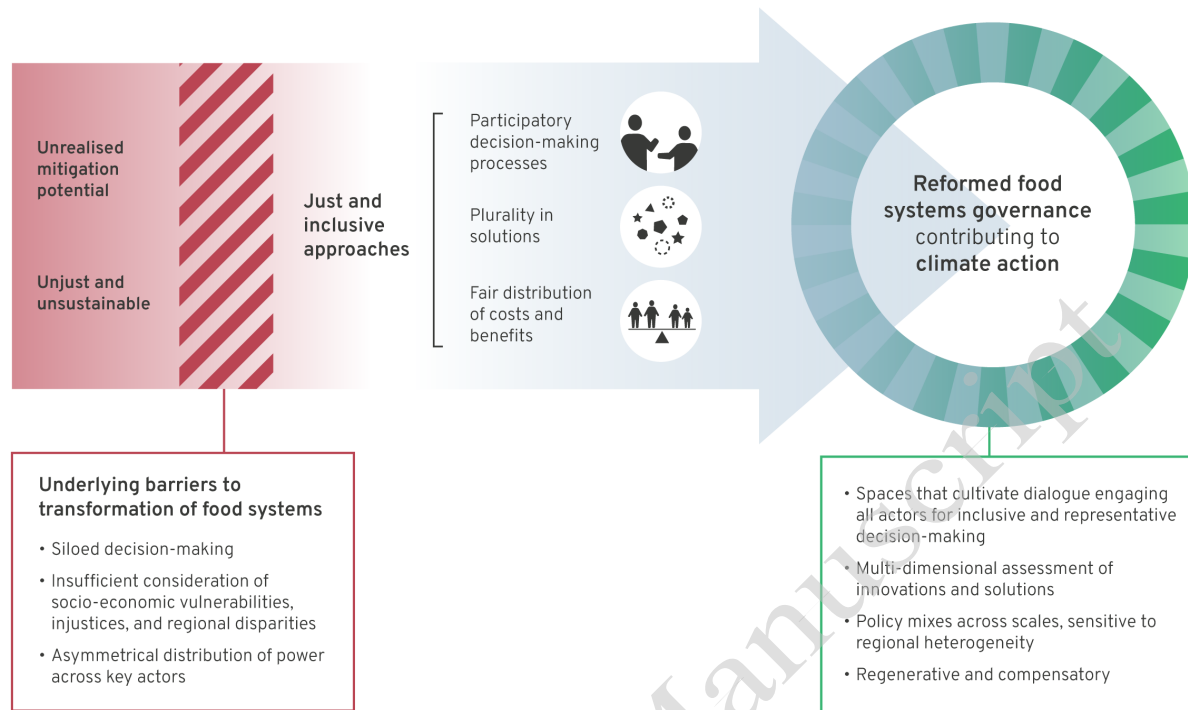 Unrealised
mitigation
potential
Unjust and
unsustainable
Just and
inclusive
approaches
Participatory
decision-making
processes
Plurality in
solutions
Fair distribution
of costs and
benefits
Reformed food
systems governance
contributing to
climate action
Underlying barriers to
transformation of food systems
• Siloed decision-making
• Insufficient consideration of
socio-economic vulnerabilities,
injustices, and regional disparities
• Asymmetrical distribution of power
across key actors
• Spaces that cultivate dialogue engaging
all actors for inclusive and representative
decision-making
• Multi-dimensional assessment of
innovations and solutions
• Policy mixes across scales, sensitive to
regional heterogeneity
• Regenerative and compensatory
Manuscript